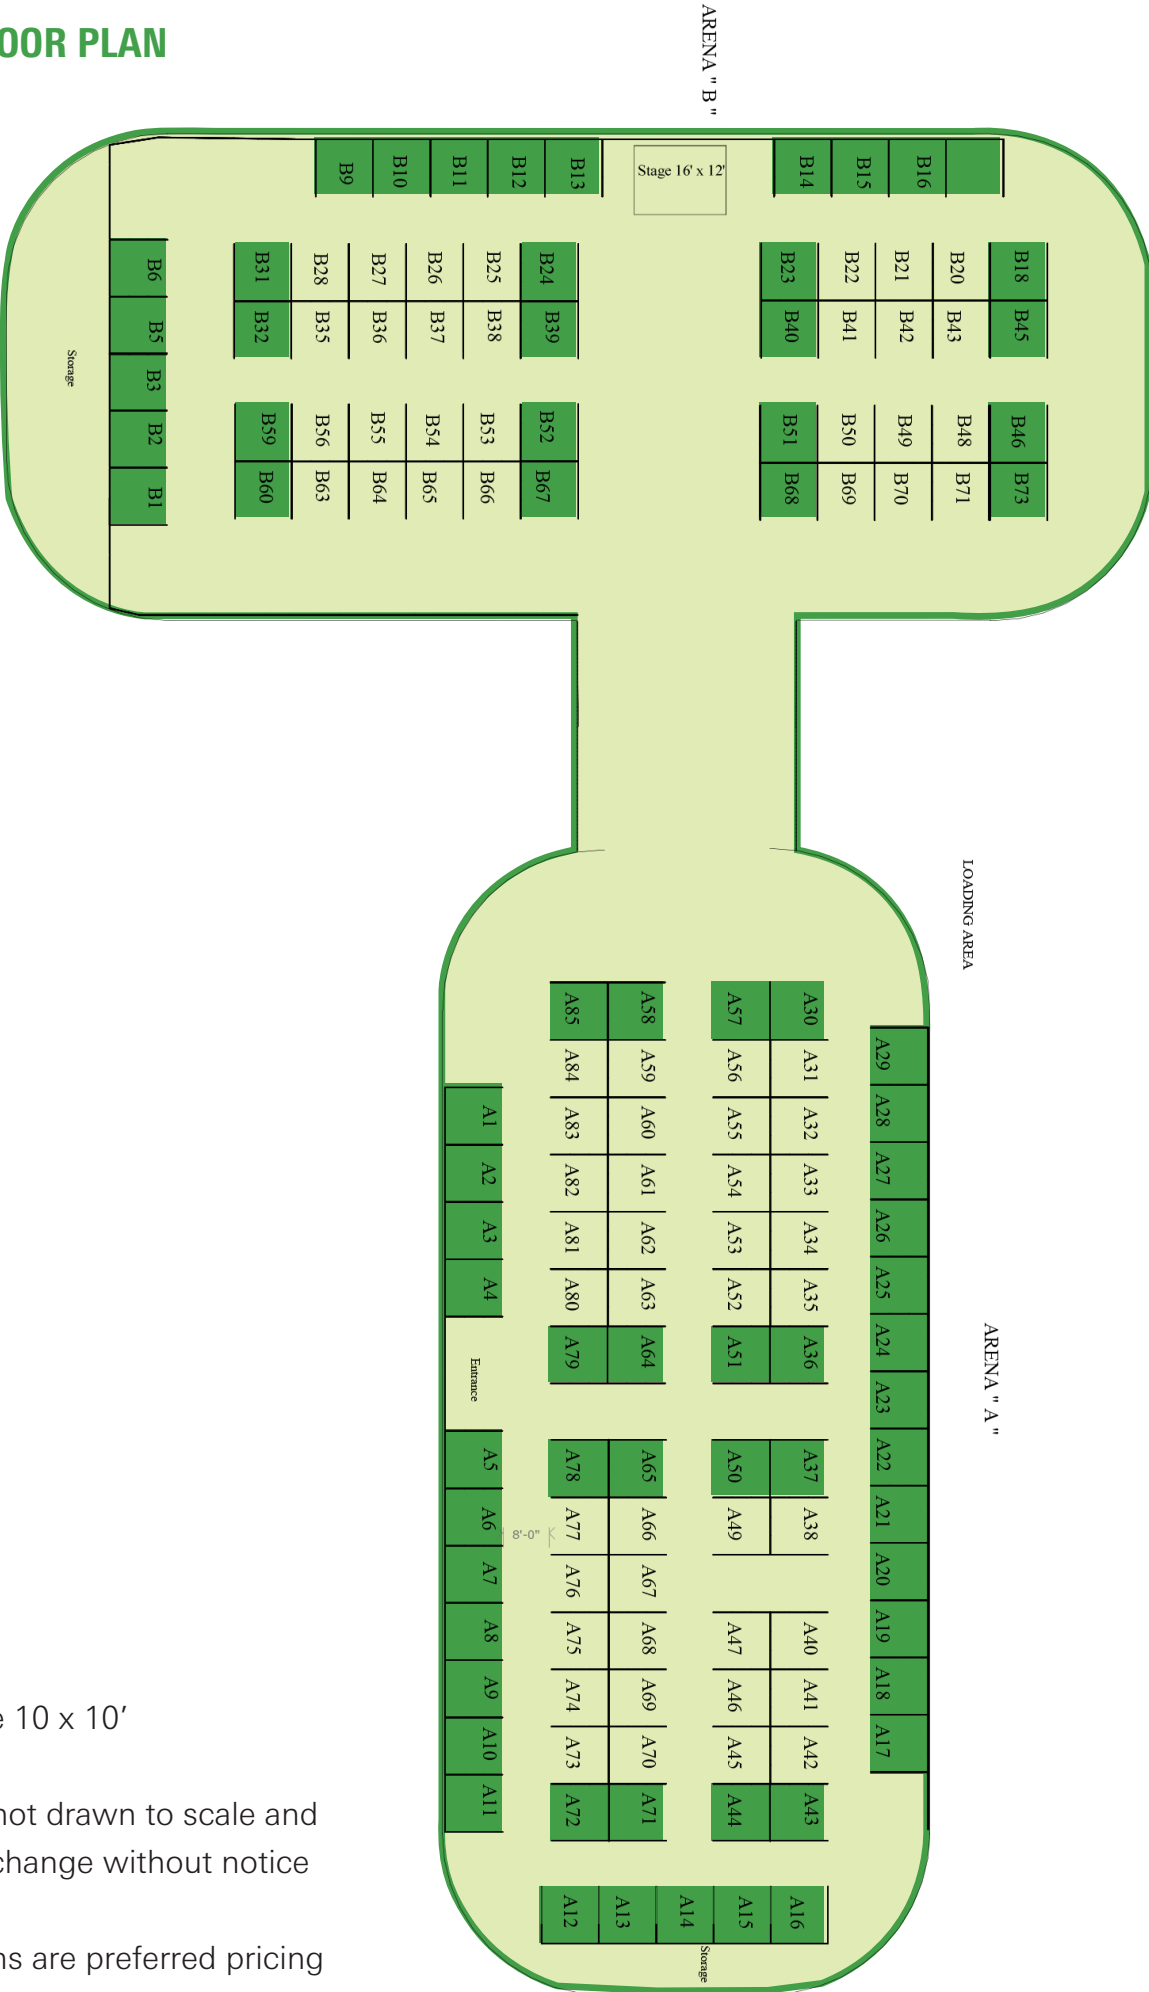 OOR PLAN
ARENA " B "
B9
B10
B11
B12
B13
Stage 16' x 12'
B14
B15
B16
B6
B5
B3
B2
B1
Storage
B31
B28
B27
B26
B25
B24
B32
B35
B36
B37
B38
B39
B23
B22
B21
B20
B18
B40
B41
B42
B43
B45
B59
B56
B55
B54
B53
B52
B60
B63
B64
B65
B66
B67
B51
B50
B49
B48
B46
B68
B69
B70
B71
B73
LOADING AREA
ARENA " A "
A85
A58
A57
A30
A84
A59
A56
A31
A83
A60
A55
A32
A82
A61
A54
A33
A81
A62
A53
A34
A80
A63
A52
A35
A79
A64
A51
A36
A78
A65
A50
A37
A77
A66
A49
A38
A76
A67
A75
A68
A47
A40
A74
A69
A46
A41
A73
A70
A45
A42
A72
A71
A44
A43
A29
A28
A27
A26
A25
A24
A23
A22
A21
A20
A19
A18
A17
A1
A2
A3
A4
Entrance
A5
A6
8'-0"
A7
A8
A9
A10
A11
A12
A13
A14
A15
A16
Storage
e 10 x 10’
not drawn to scale and
change without notice
ns are preferred pricing